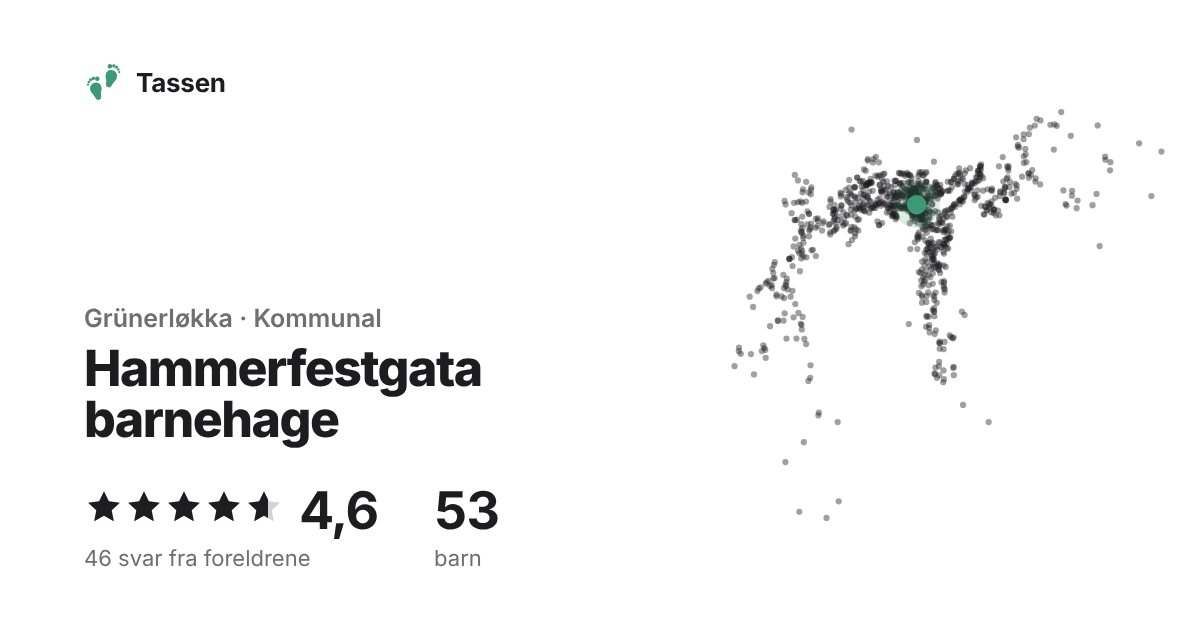 Tassen
Grünerløkka · Kommunal
Hammerfestgata
barnehage
4,6
53
46 svar fra foreldrene
barn